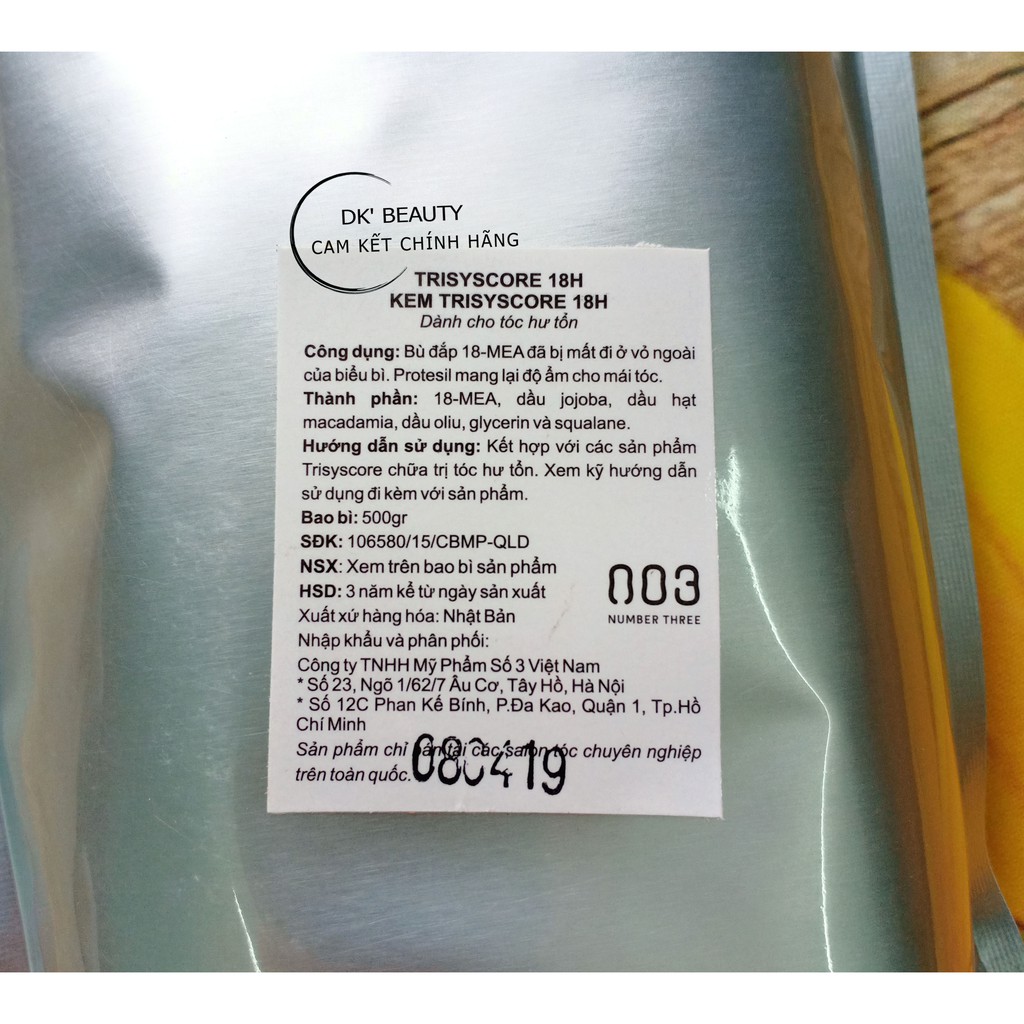 DK' BEAUTY
CAM KẾT CHÍNH HÃNG
TRISYSCORE 18H
KEM TRISYSCORE 18H
Dành cho tóc hư tổn
Công dụng: Bù đắp 18-MEA đã bị mất đi ở vỏ ngoài
của biểu bì. Protesil mang lại độ ẩm cho mái tóc.
Thành phần: 18-MEA, dầu jojoba, dầu hạt
macadamia, dầu oliu, glycerin và squalane.
Hướng dẫn sử dụng: Kết hợp với các sản phẩm
Trisyscore chữa trị tóc hư tổn. Xem kỹ hướng dẫn
sử dụng đi kèm với sản phẩm.
Bao bì: 500gr
SĐK: 106580/15/CBMP-QLD
NSX: Xem trên bao bì sản phẩm
HSD: 3 năm kể từ ngày sản xuất
003
NUMBER THREE
Xuất xứ hàng hóa: Nhật Bản
Nhập khẩu và phân phối:
Công ty TNHH Mỹ Phẩm Số 3 Việt Nam
* Số 23, Ngõ 1/62/7 Âu Cơ, Tây Hồ, Hà Nội
* Số 12C Phan Kế Bính, P.Đa Kao, Quận 1, Tp.Hồ
Chí Minh
Sản phẩm chỉ bán tại các salon tóc chuyên nghiệp
trên toàn quốc.
080419